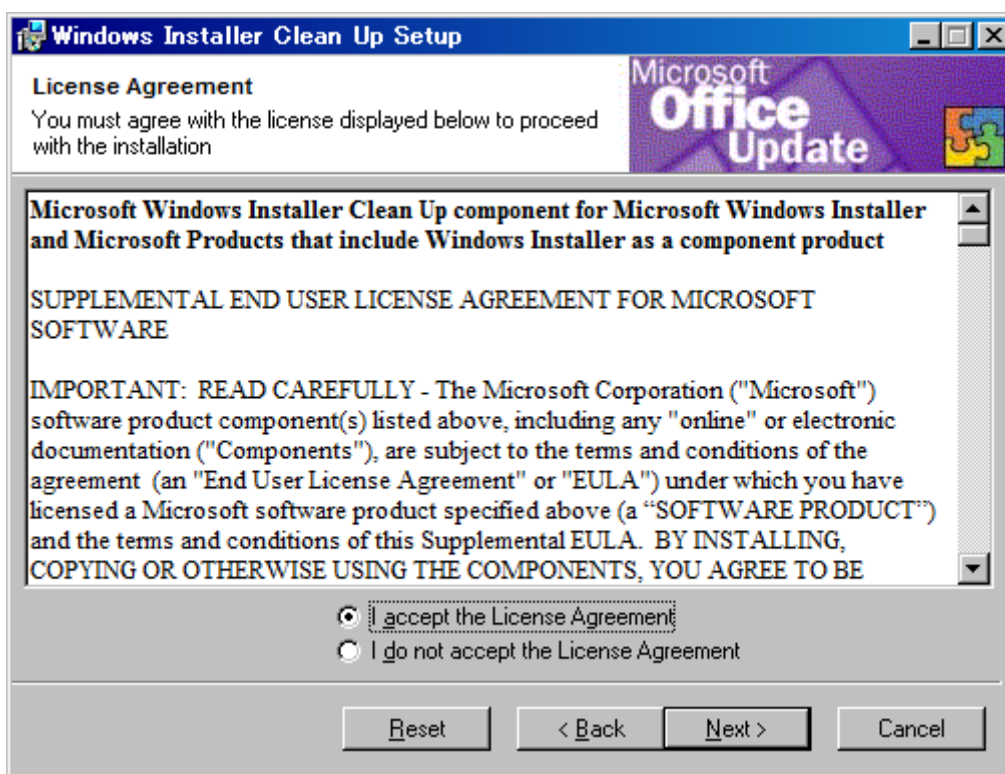 Windows Installer Clean Up Setup
License Agreement
You must agree with the license displayed below to proceed
with the installation
Microsoft
Office
Update
Microsoft Windows Installer Clean Up component for Microsoft Windows Installer
and Microsoft Products that include Windows Installer as a component product
SUPPLEMENTAL END USER LICENSE AGREEMENT FOR MICROSOFT
SOFTWARE
IMPORTANT:  READ CAREFULLY - The Microsoft Corporation ("Microsoft")
software product component(s) listed above, including any "online" or electronic
documentation ("Components"), are subject to the terms and conditions of the
agreement  (an "End User License Agreement" or "EULA") under which you have
licensed a Microsoft software product specified above (a “SOFTWARE PRODUCT”)
and the terms and conditions of this Supplemental EULA.  BY INSTALLING,
COPYING OR OTHERWISE USING THE COMPONENTS, YOU AGREE TO BE
I accept the License Agreement
I do not accept the License Agreement
Reset
< Back
Next >
Cancel